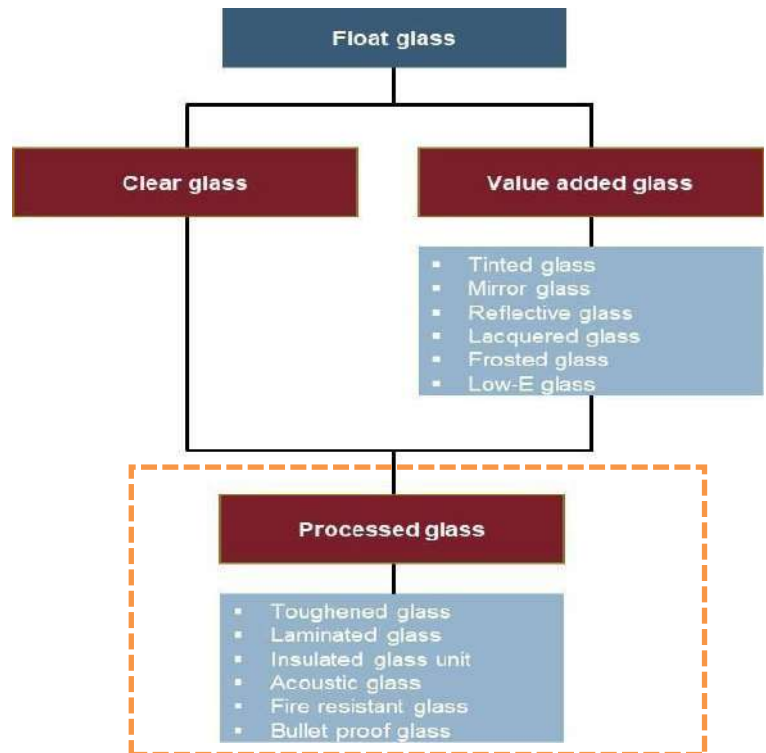 Float glass
Clear glass
Value added glass
▪ Tinted glass
▪ Mirror glass
▪ Reflective glass
▪ Lacquered glass
▪ Frosted glass
▪ Low-E glass
Processed glass
▪ Toughened glass
▪ Laminated glass
▪ Insulated glass unit
▪ Acoustic glass
▪ Fire resistant glass
▪ Bullet proof glass